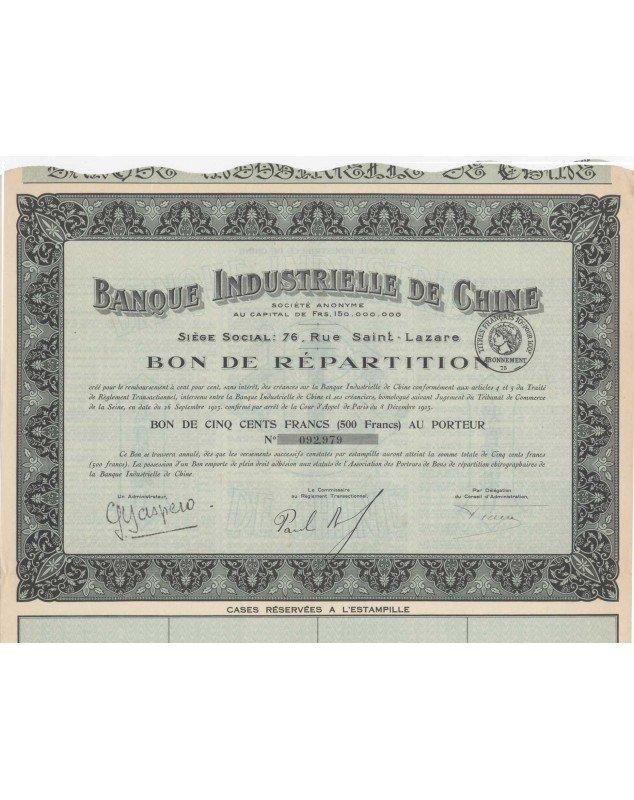 BANQUE INDUSTRIELLE DE CHINE
SOCIÉTÉ ANONYME
AU CAPITAL DE FRS. 150.000.000
SIÈGE SOCIAL: 76, RUE SAINT-LAZARE
BON DE RÉPARTITION
TITRES FRANÇAIS
ABONNEMENT
créé pour le remboursement à cent pour cent, sans intérêt, des créances sur la Banque Industrielle de Chine conformément aux articles 4 et 5 du Traité
de Règlement Transactionnel, intervenu entre la Banque Industrielle de Chine et ses créanciers, homologué suivant Jugement du Tribunal de Commerce
de la Seine, en date du 26 Septembre 1923, confirmé par arrêt de la Cour d'Appel de Paris du 8 Décembre 1923.
BON DE CINQ CENTS FRANCS (500 Francs) AU PORTEUR
N° 092,979
Ce Bon se trouvera annulé, dès que les versements successifs constatés par estampille auront atteint la somme totale de Cinq cents francs
(500 francs). La possession d'un Bon emporte de plein droit adhésion aux statuts de l'Association des Porteurs de Bons de répartition chirographaires de
la Banque Industrielle de Chine.
Un Administrateur,
Le Commissaire
au Règlement Transactionnel,
Par Délégation
du Conseil d'Administration,
CASES RÉSERVÉES A L'ESTAMPILLE